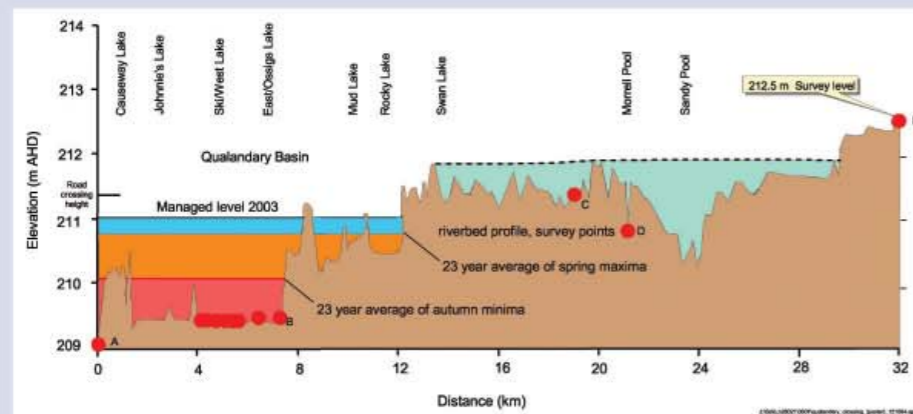 214
213
212
211
210
209
Elevation (m AHD)
Road
crossing
height
Causeway Lake
Johnnie's Lake
Ski/West Lake
East/Ossigs Lake
Mud Lake
Rocky Lake
Swan Lake
Morrell Pool
Sandy Pool
212.5 m Survey level
Qualandary Basin
Managed level 2003
C
riverbed profile, survey points
D
23 year average of spring maxima
23 year average of autumn minima
A
B
0
4
8
12
16
20
24
28
32
Distance (km)